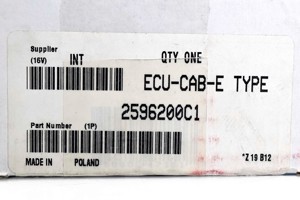 Supplier
(16V) INT QTY ONE
ECU-CAB-E TYPE
2596200C1
Part Number (1P)
MADE IN POLAND *Z 19 B12